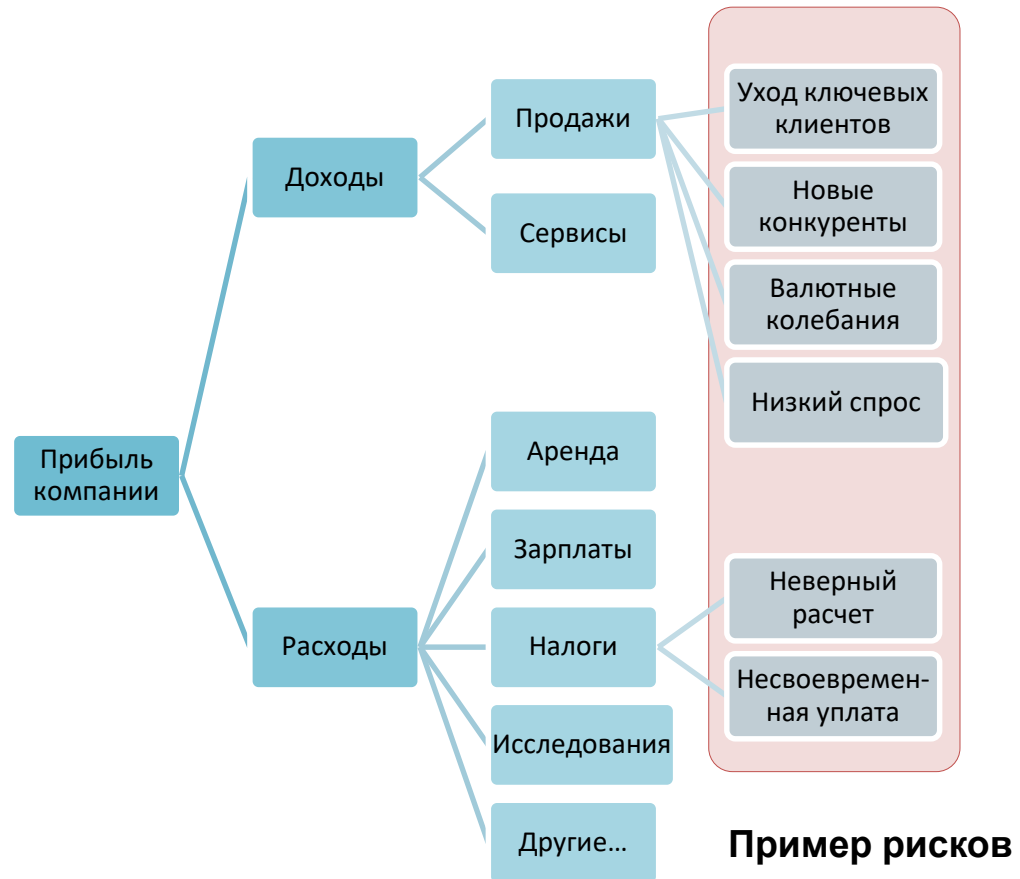 Прибыль
компании
Доходы
Расходы
Продажи
Сервисы
Аренда
Зарплаты
Налоги
Исследования
Другие...
Уход ключевых
клиентов
Новые
конкуренты
Валютные
колебания
Низкий спрос
Неверный
расчет
Несвоевремен-
ная уплата
Пример рисков